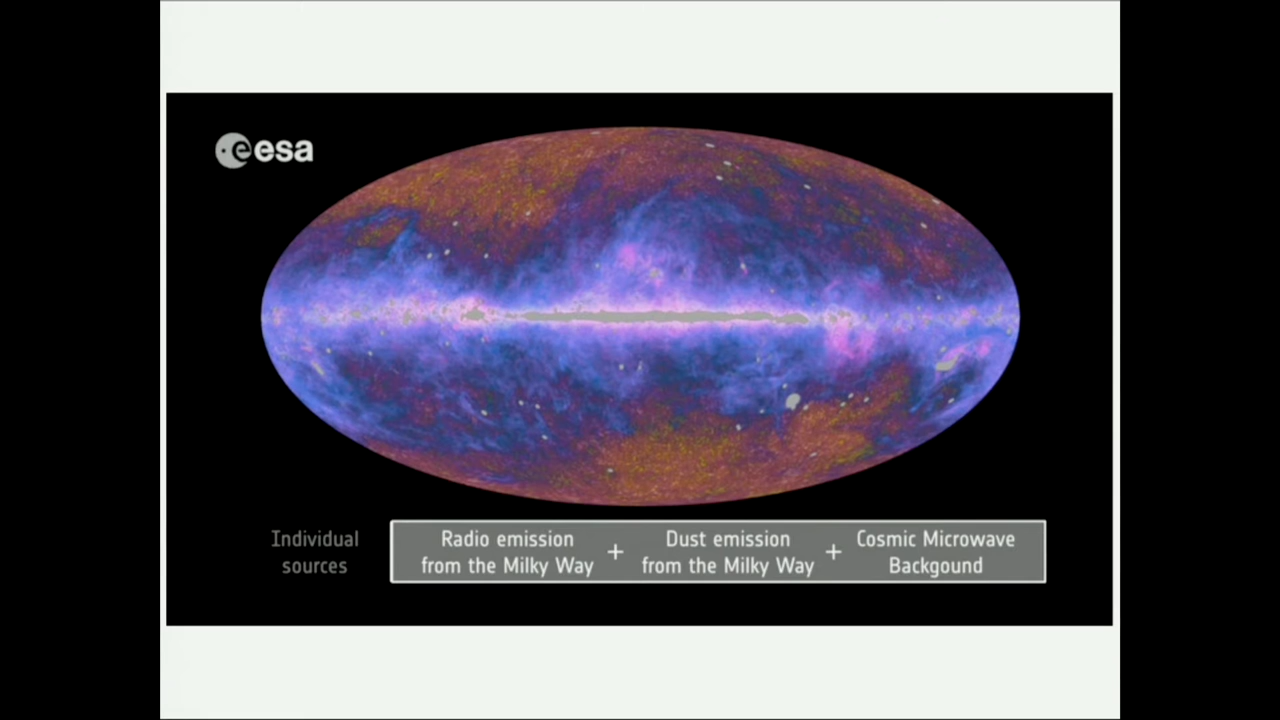 esa
Individual
sources
Radio emission
from the Milky Way
+
Dust emission
from the Milky Way
+
Cosmic Microwave
Backgound